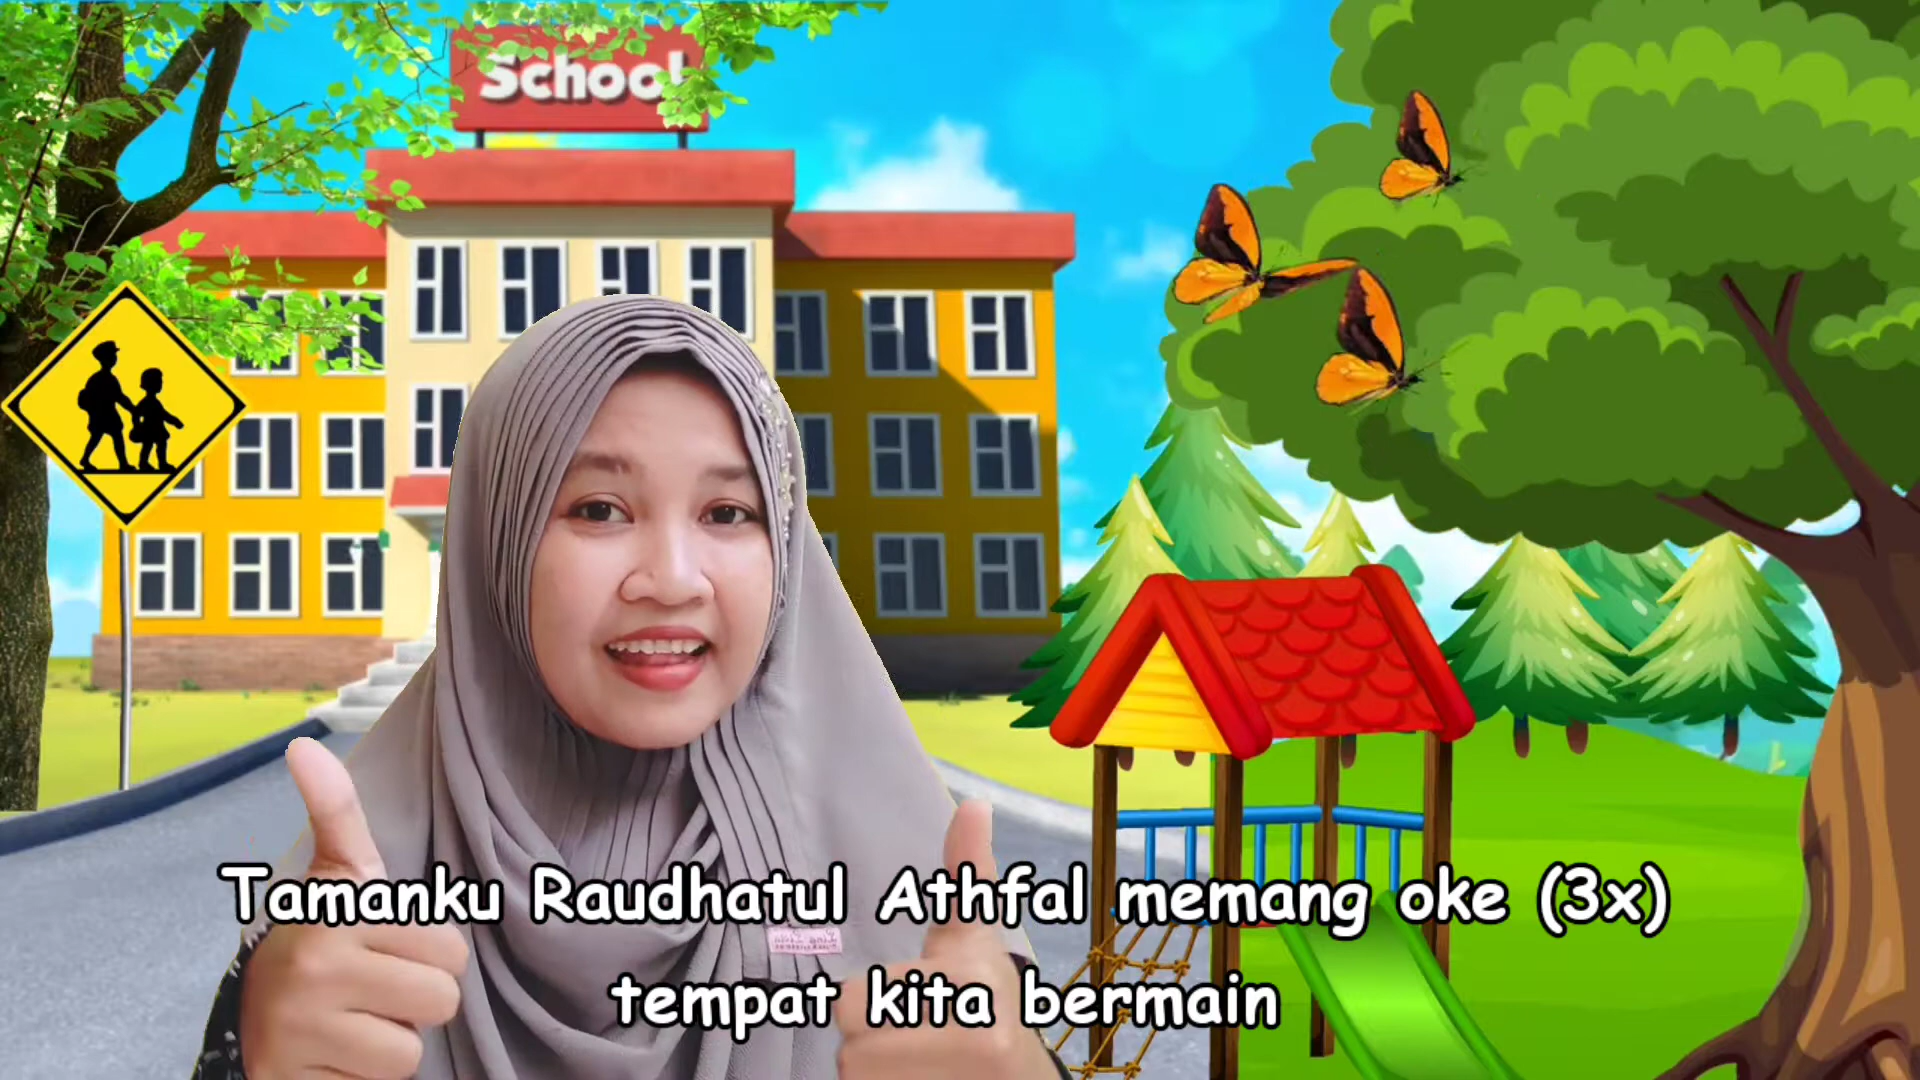 School
Tamanku Raudhatul Athfal memang oke (3x)
tempat kita bermain